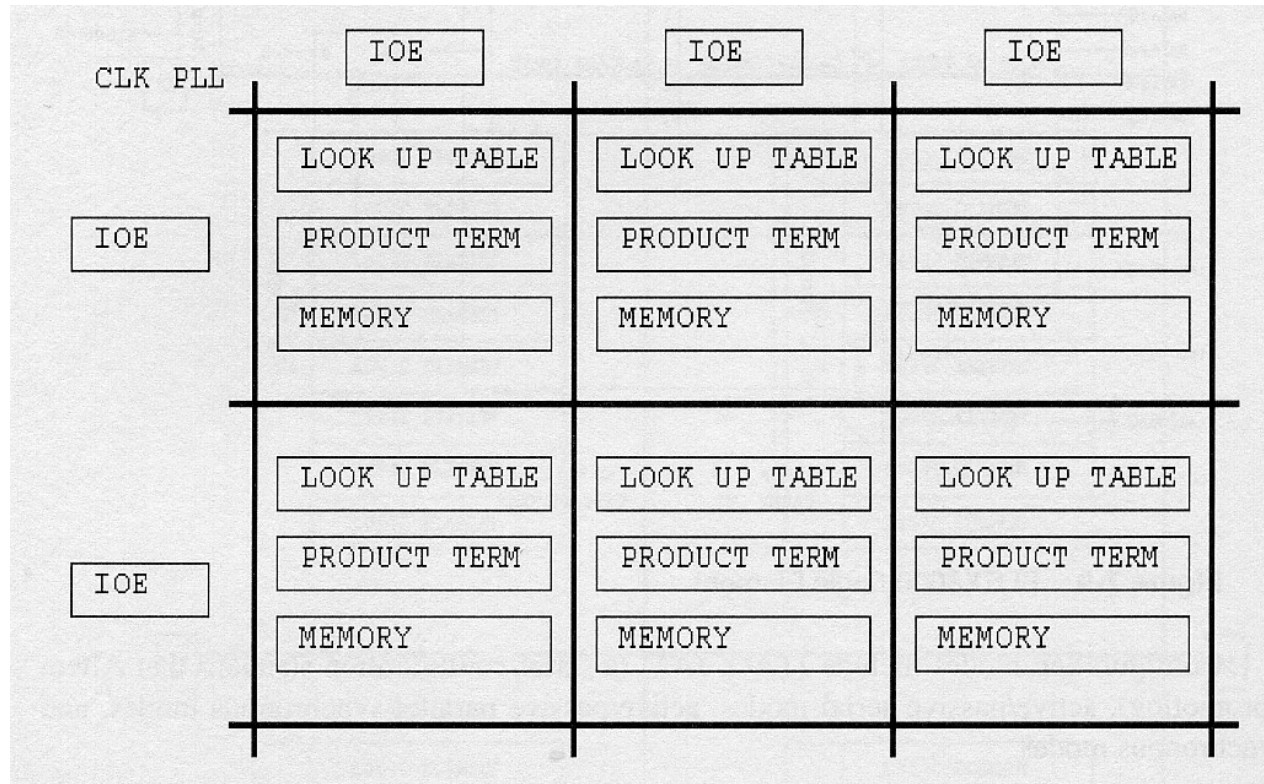 IOE IOE IOE
CLK PLL
LOOK UP TABLE LOOK UP TABLE LOOK UP TABLE
IOE PRODUCT TERM PRODUCT TERM PRODUCT TERM
MEMORY MEMORY MEMORY
LOOK UP TABLE LOOK UP TABLE LOOK UP TABLE
IOE PRODUCT TERM PRODUCT TERM PRODUCT TERM
MEMORY MEMORY MEMORY